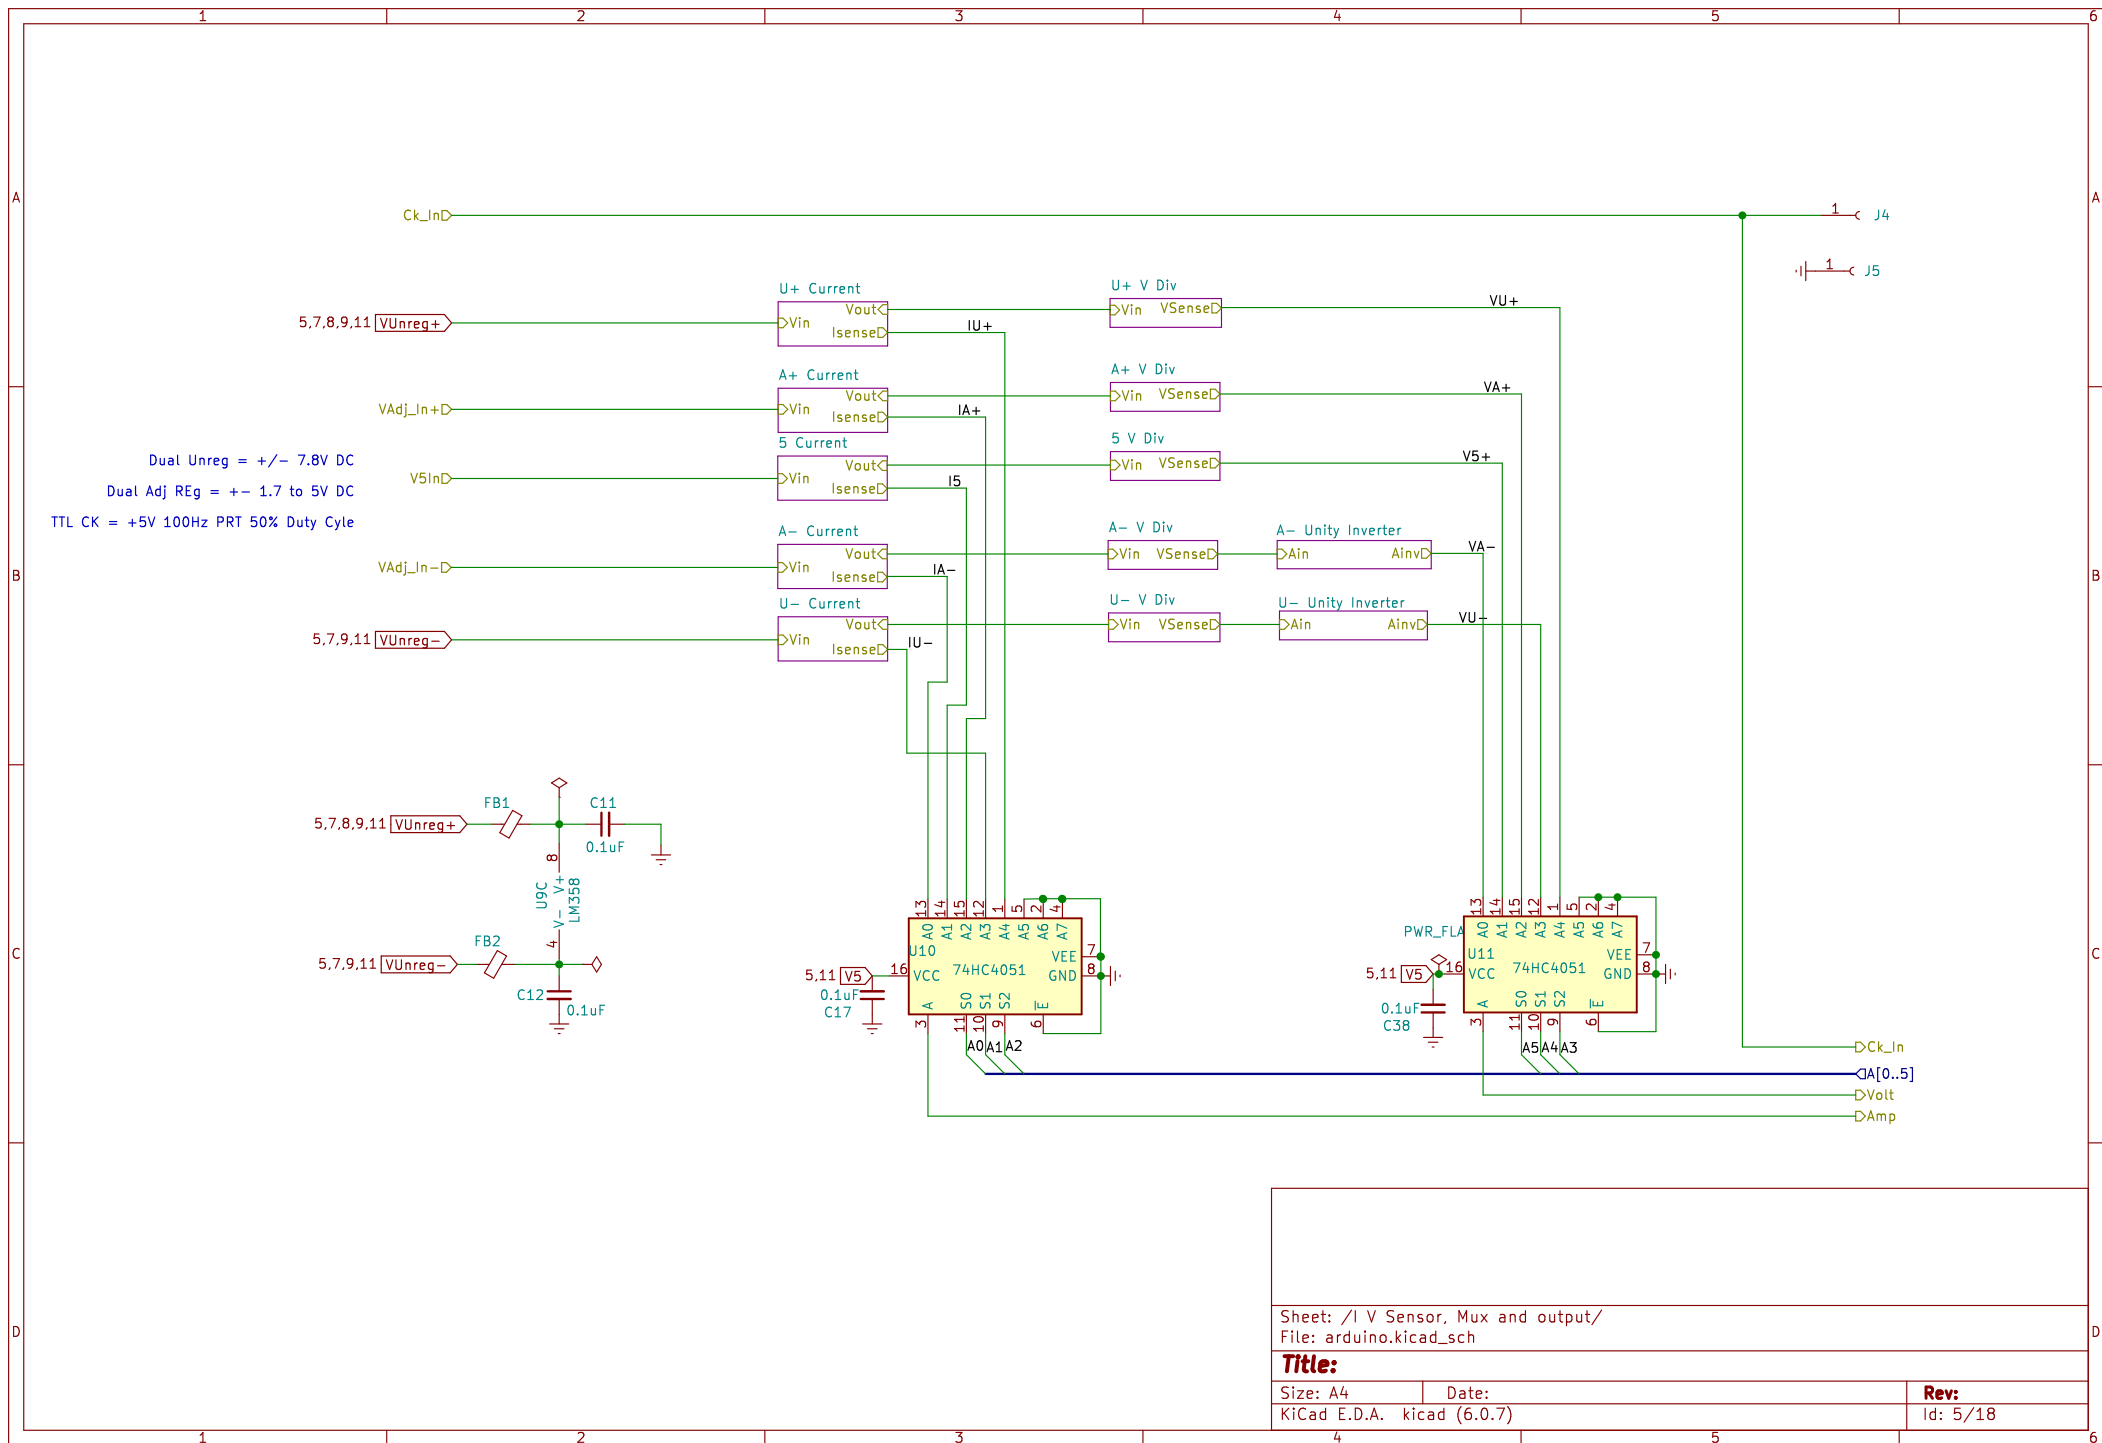 1 2 3 4 5 6
A A
Ck_In
1 J4
1 J5
U+ Current
U+ V Div
Vout
Vin VSense
VU+
5,7,8,9,11 VUnreg+
Vin
Isense
IU+
A+ Current
A+ V Div
Vout
Vin VSense
VA+
VAdj_In+
Vin
Isense
IA+
5 Current
5 V Div
Dual Unreg = +/- 7.8V DC
Vout
Vin VSense
V5+
V5In
Vin
Isense
I5
Dual Adj REg = +- 1.7 to 5V DC
TTL CK = +5V 100Hz PRT 50% Duty Cyle
A- Current
A- V Div
A- Unity Inverter
Vout
Vin VSense
Ain Ainv
VA-
VAdj_In-
Vin
Isense
IA-
B B
U- Current
U- V Div
U- Unity Inverter
Vout
Vin VSense
Ain Ainv
VU-
5,7,9,11 VUnreg-
Vin
Isense
IU-
FB1
C11
5,7,8,9,11 VUnreg+
0.1uF
8
U9C
V- V+
LM358
4
FB2
5,7,9,11 VUnreg-
C12
0.1uF
13 14 15 12 1 5 2 4
A0 A1 A2 A3 A4 A5 A6 A7
U10
VEE 7
74HC4051
5,11 V5
16 VCC
GND 8
0.1uF
C17
A S0 S1 S2 E
3 11 10 9 6
A0 A1 A2
13 14 15 12 1 5 2 4
A0 A1 A2 A3 A4 A5 A6 A7
PWR_FLA
U11
VEE 7
74HC4051
5,11 V5
16 VCC
GND 8
0.1uF
C38
A S0 S1 S2 E
3 11 10 9 6
A5 A4 A3
C C
Ck_In
A[0..5]
Volt
Amp
D D
Sheet: /I V Sensor, Mux and output/
File: arduino.kicad_sch
Title:
Size: A4 Date: Rev:
KiCad E.D.A. kicad (6.0.7) Id: 5/18
1 2 3 4 5 6